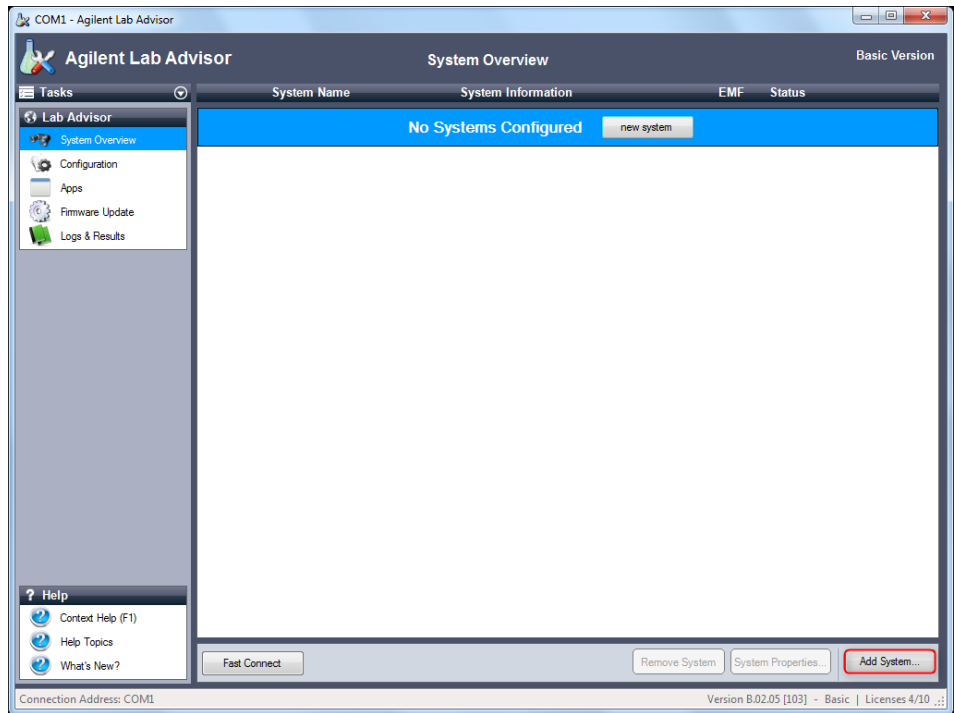 COM1 - Agilent Lab Advisor
Agilent Lab Advisor
System Overview
Basic Version
Tasks
System Name
System Information
EMF
Status
Lab Advisor
System Overview
Configuration
Apps
Firmware Update
Logs & Results
No Systems Configured
new system
? Help
Context Help (F1)
Help Topics
What's New?
Fast Connect
Remove System
System Properties...
Add System...
Connection Address: COM1
Version B.02.05 [103] - Basic | Licenses 4/10